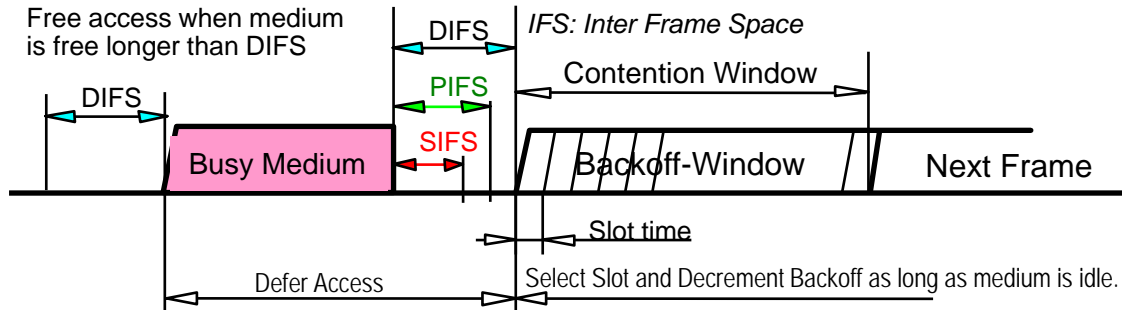 Free access when medium
is free longer than DIFS
DIFS
IFS: Inter Frame Space
Contention Window
DIFS
PIFS
SIFS
Busy Medium
Backoff-Window
Next Frame
Slot time
Defer Access
Select Slot and Decrement Backoff as long as medium is idle.